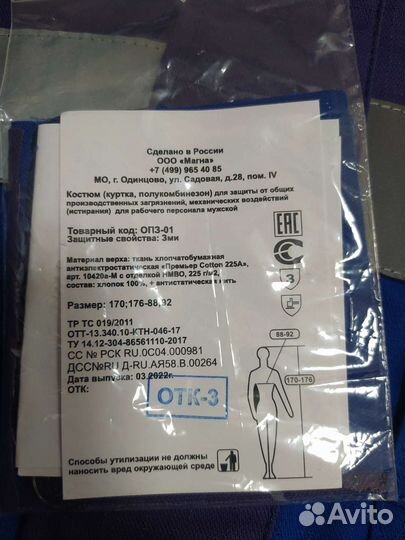 Сделано в России
ООО «Магна»
+7 (499) 965 40 85
МО, г. Одинцово, ул. Садовая, д.28, пом. IV
Костюм (куртка, полукомбинезон) для защиты от общих
производственных загрязнений, механических воздействий
(истирания) для рабочего персонала мужской
Товарный код: ОПЗ-01
Защитные свойства: Зми
Материал верха: ткань хлопчатобумажная
антиэлектростатическая «Премьер Cotton 225А»,
арт. 10420а-М с отделкой НМВО, 225 г/м2,
состав: хлопок 100%, + антистатическая нить
Размер: 170;176-88,92
ТР ТС 019/2011
ОТТ-13.340.10-КТН-046-17
ТУ 14.12-304-86561110-2017
СС № РСК RU.0C04.000981
ДСС№RU Д-RU.АЯ58.В.00264
Дата выпуска: 03.2022г.
ОТК:
ОТК-3
EAC
З
88-92
170-176
Способы утилизации не должны
наносить вред окружающей среде
Avito